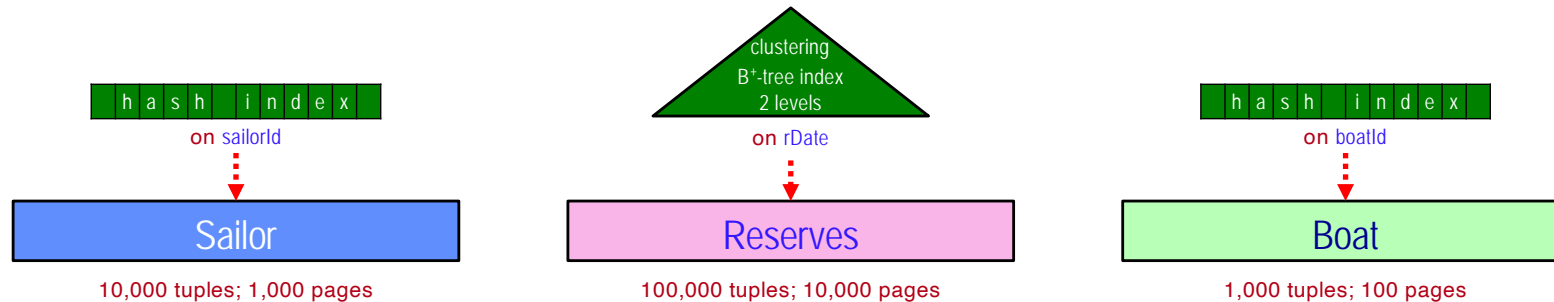 hash index
on sailorId
Sailor
10,000 tuples; 1,000 pages
clustering
B+-tree index
2 levels
on rDate
Reserves
100,000 tuples; 10,000 pages
hash index
on boatId
Boat
1,000 tuples; 100 pages